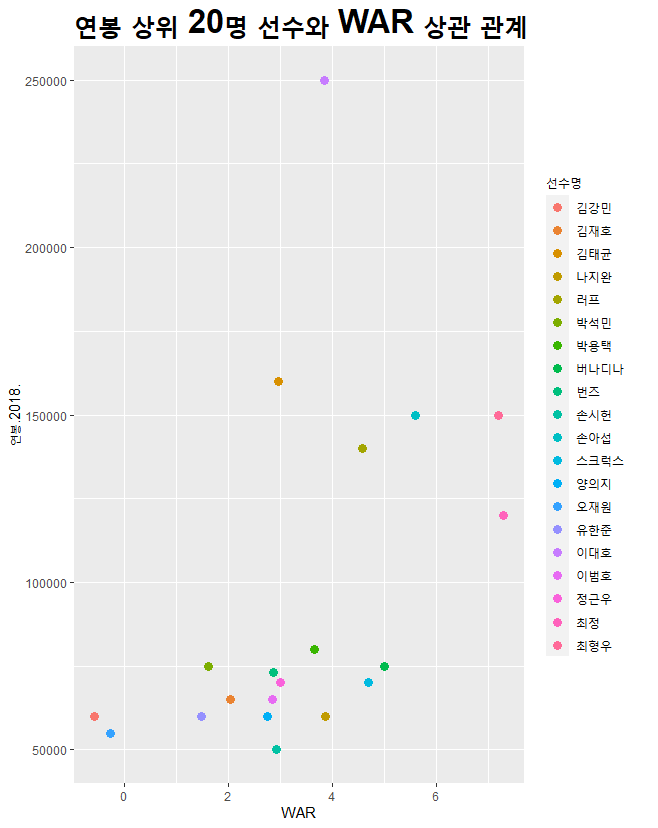 연봉 상위 20명 선수와 WAR 상관 관계
250000
200000
150000
100000
50000
연봉.2018.
0
2
4
6
WAR
선수명
김강민
김재호
김태균
나지완
러프
박석민
박용택
버나디나
번즈
손시헌
손아섭
스크럭스
양의지
오재원
유한준
이대호
이범호
정근우
최정
최형우